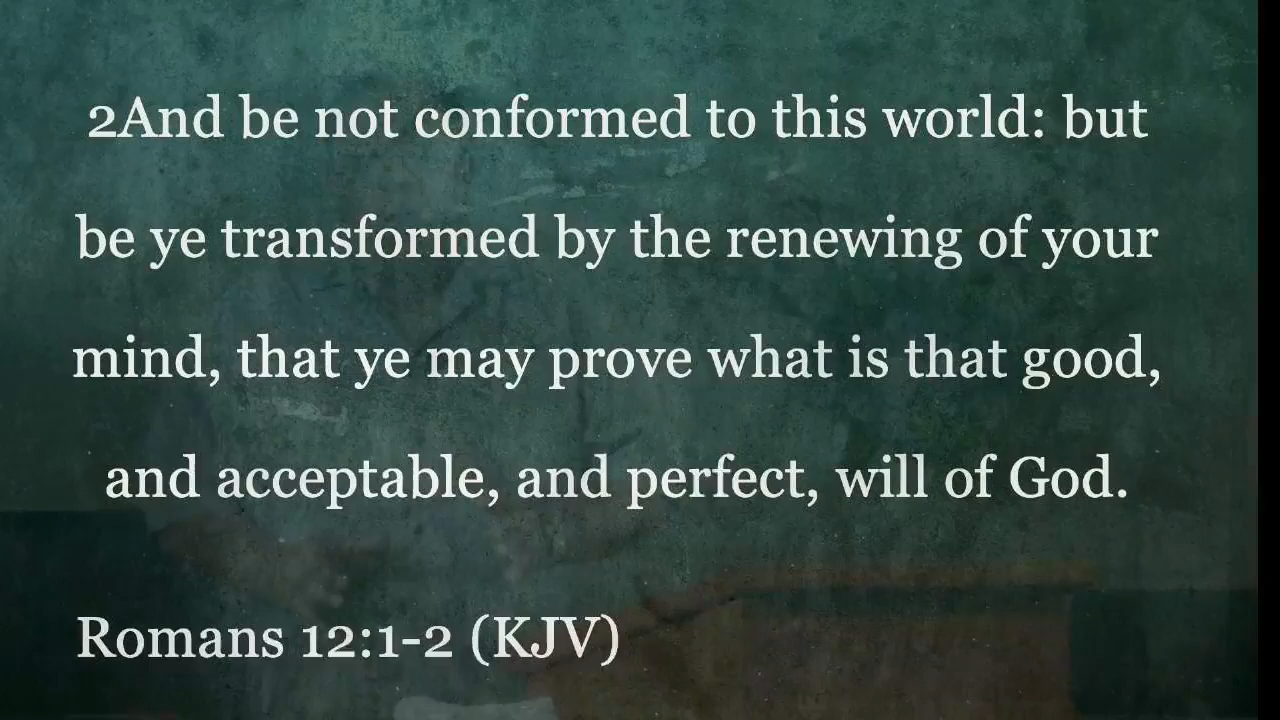 2And be not conformed to this world: but
be ye transformed by the renewing of your
mind, that ye may prove what is that good,
and acceptable, and perfect, will of God.
Romans 12:1-2 (KJV)